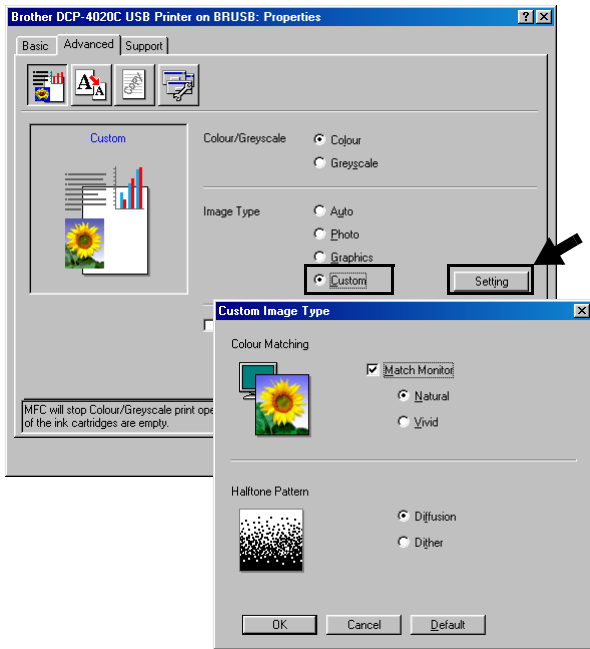 Brother DCP-4020C USB Printer on BRUSB: Properties
Basic
Advanced
Support
Copy
Custom
Colour/Greyscale
Colour
Greyscale
Image Type
Auto
Photo
Graphics
Custom
Setting
MFC will stop Colour/Greyscale print ope
of the ink cartridges are empty.
Custom Image Type
Colour Matching
Match Monitor
Natural
Vivid
Halftone Pattern
Diffusion
Dither
OK
Cancel
Default